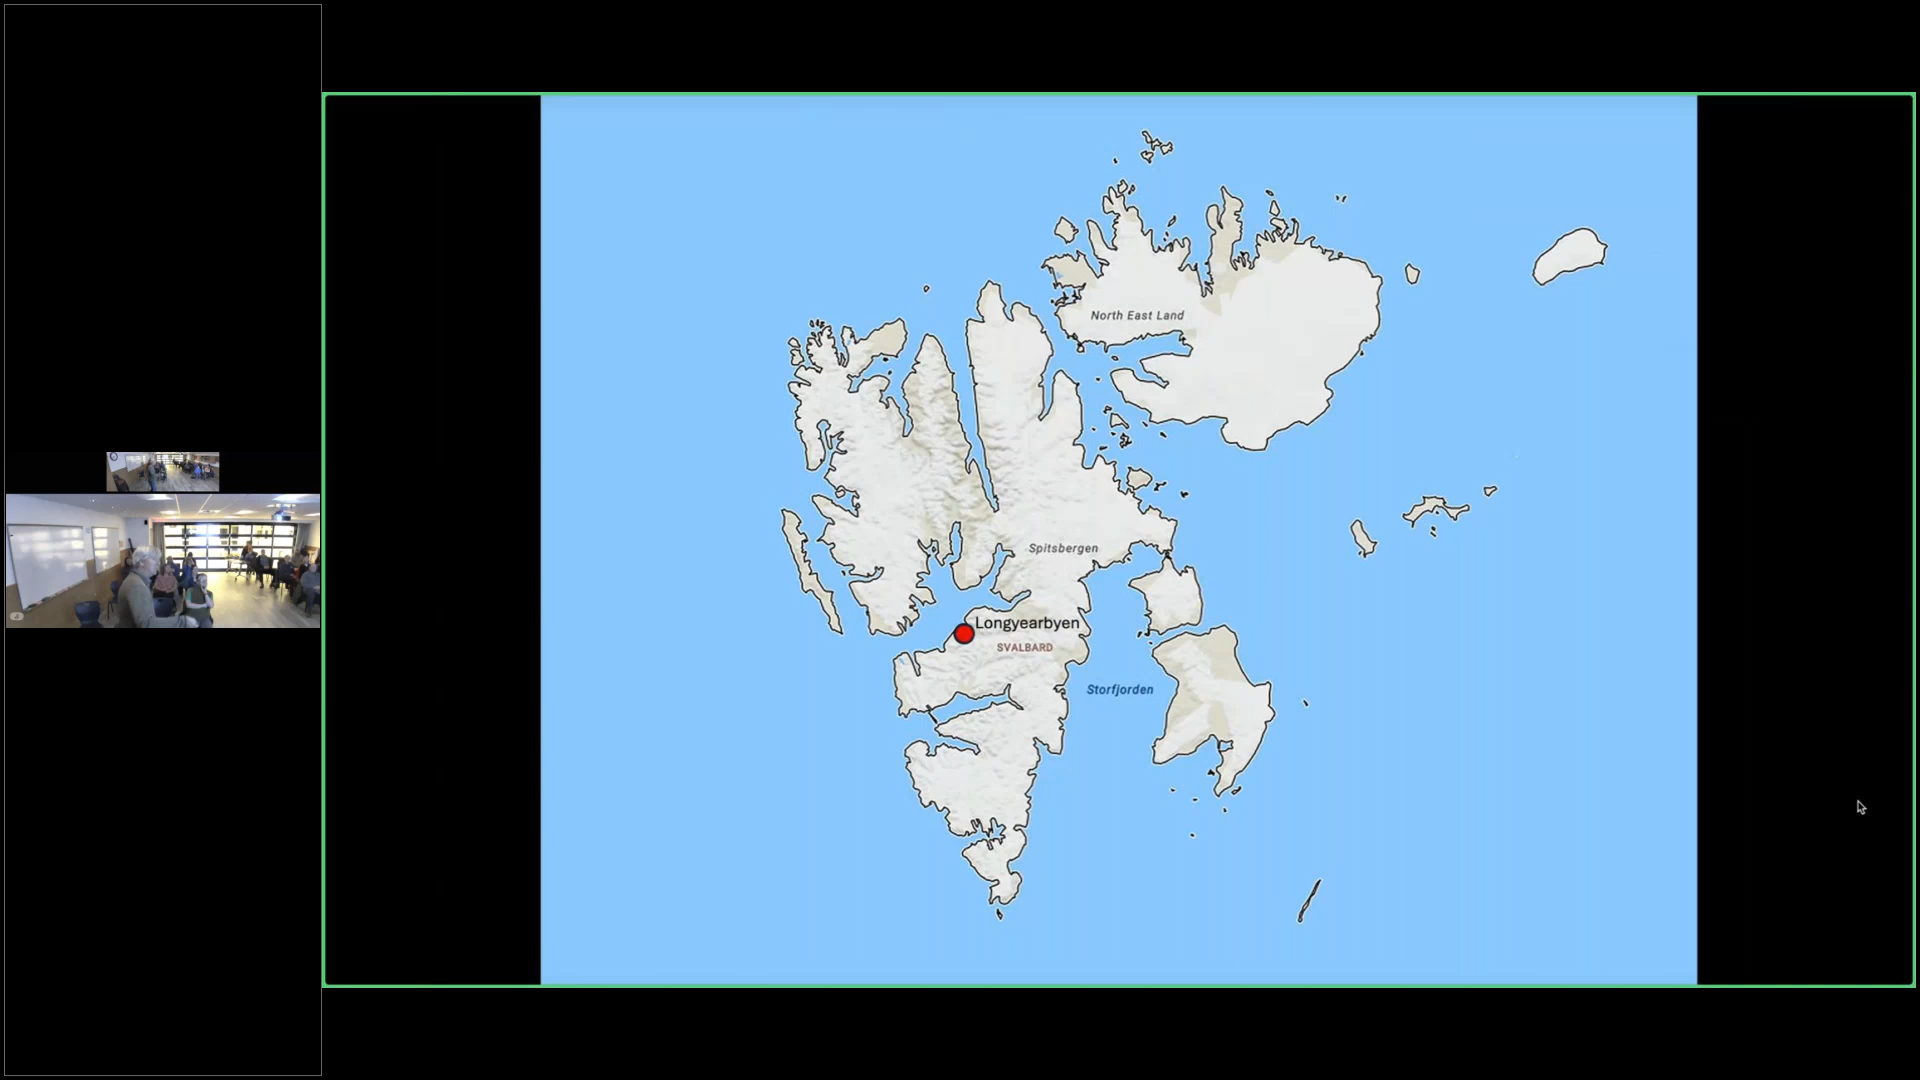 North East Land
Spitsbergen
Longyearbyen
SVALBARD
Storfjorden